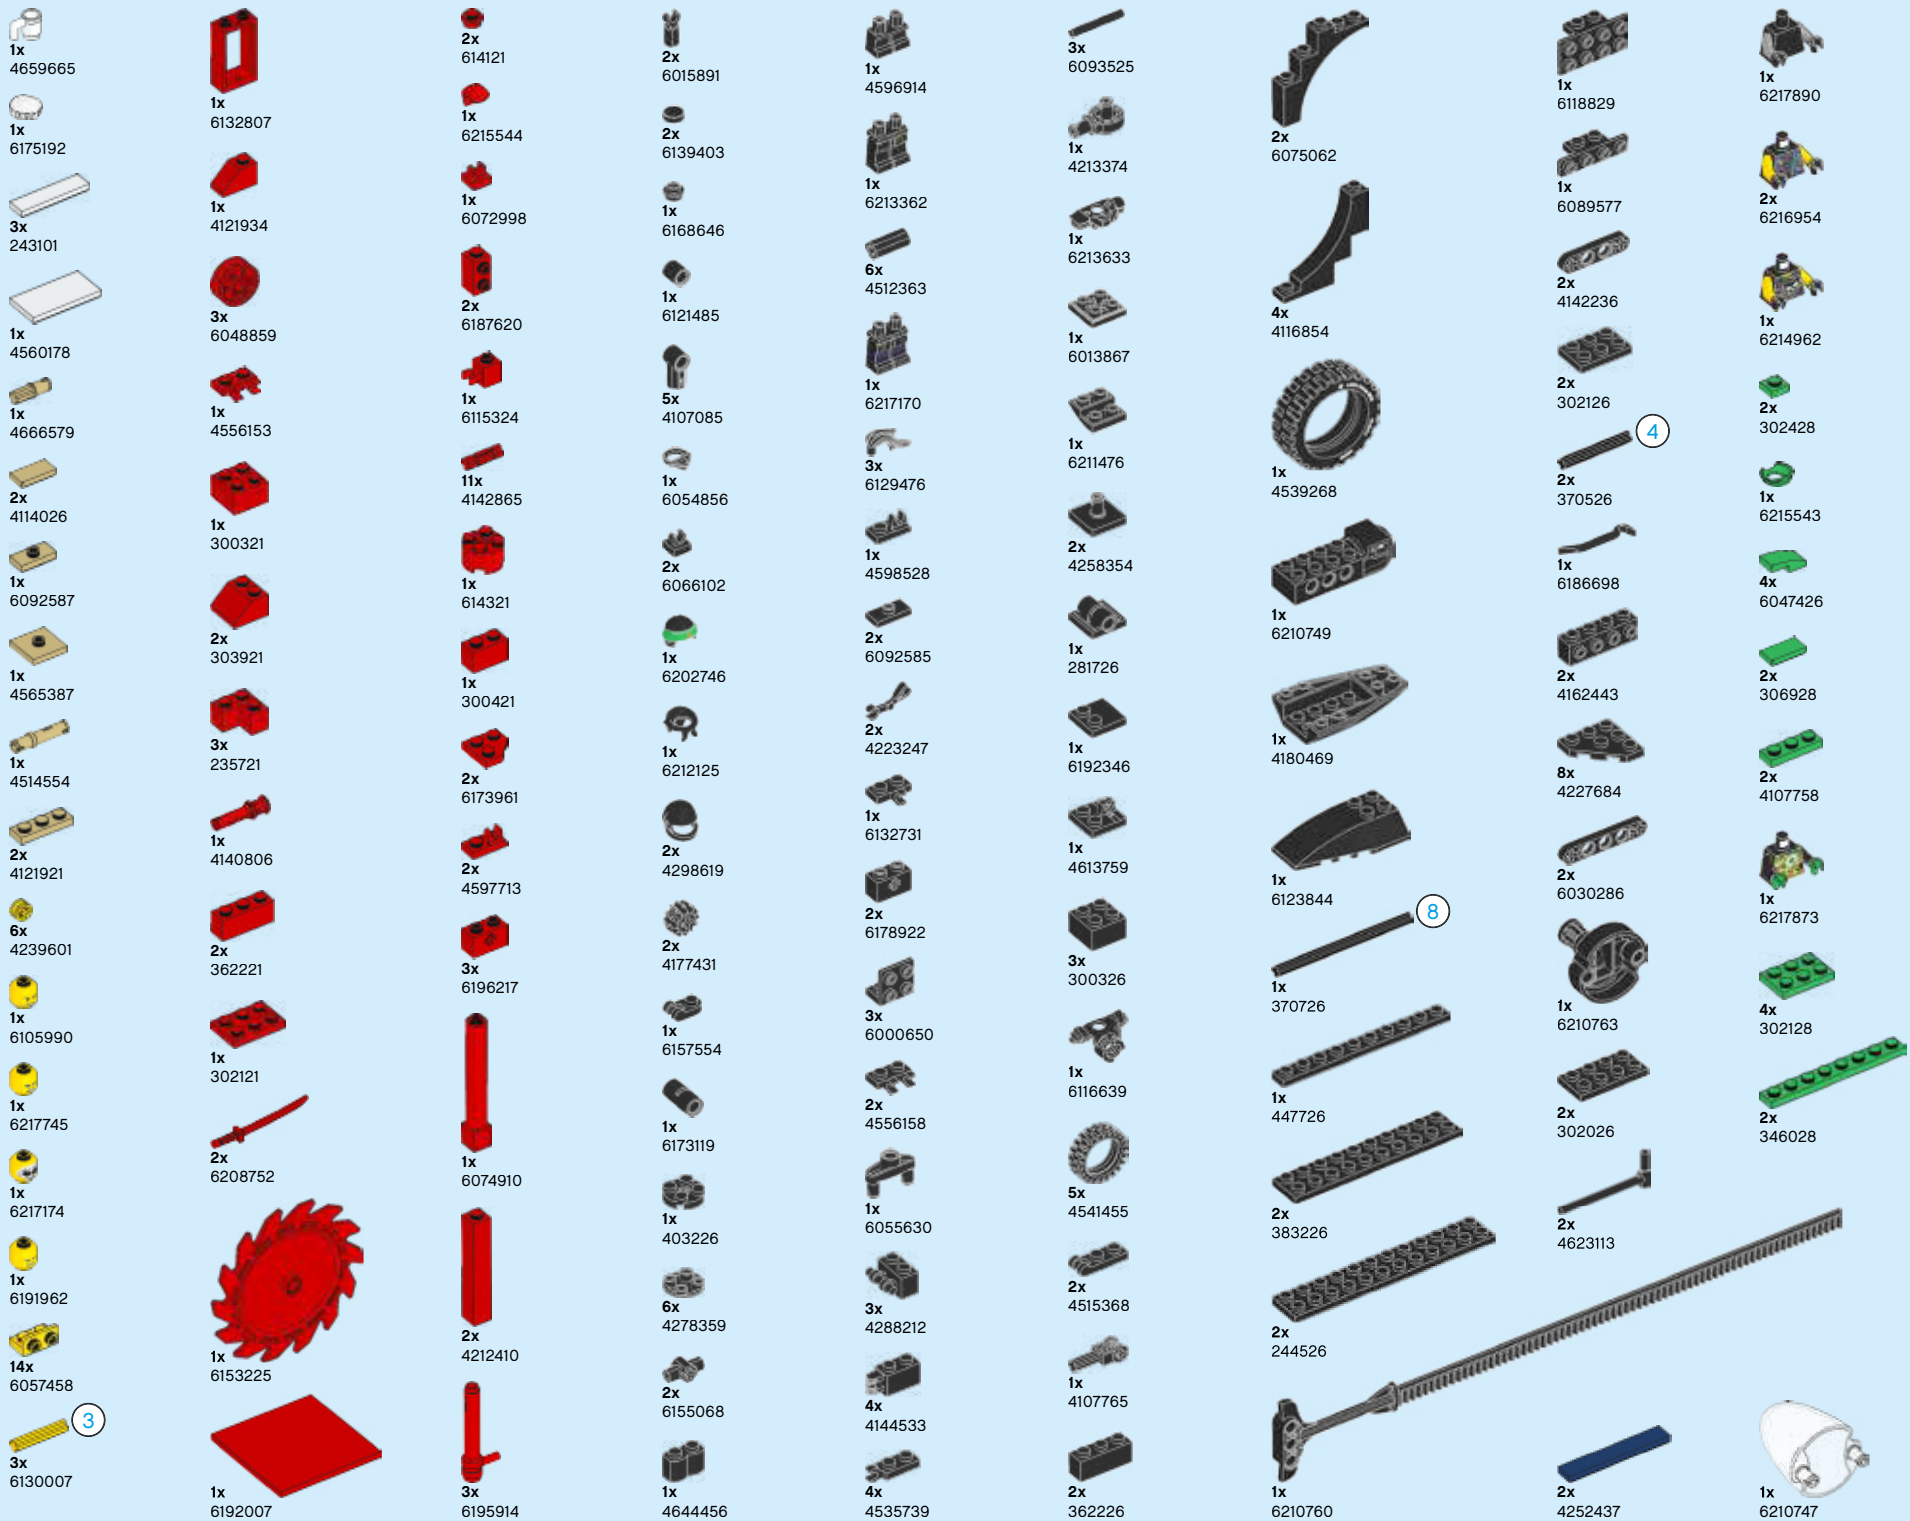 1x
4659665
1x
6175192
3x
243101
1x
4560178
1x
4666579
2x
4114026
1x
6092587
1x
4565387
1x
4514554
2x
4121921
6x
4239601
1x
6105990
1x
6217745
1x
6217174
1x
6191962
14x
6057458
3
3x
6130007
1x
6132807
1x
4121934
3x
6048859
1x
4556153
1x
300321
2x
303921
3x
235721
1x
4140806
2x
362221
1x
302121
2x
6208752
1x
6153225
1x
6192007
2x
614121
1x
6215544
1x
6072998
2x
6187620
1x
6115324
11x
4142865
1x
614321
1x
300421
2x
6173961
2x
4597713
3x
6196217
1x
6074910
2x
4212410
3x
6195914
2x
6015891
2x
6139403
1x
6168646
1x
6121485
5x
4107085
1x
6054856
2x
6066102
1x
6202746
1x
6212125
2x
4298619
2x
4177431
1x
6157554
1x
6173119
1x
403226
6x
4278359
2x
6155068
1x
4644456
1x
4596914
1x
6213362
6x
4512363
1x
6217170
3x
6129476
1x
4598528
2x
6092585
2x
4223247
1x
6132731
2x
6178922
3x
6000650
2x
4556158
1x
6055630
3x
4288212
4x
4144533
4x
4535739
3x
6093525
1x
4213374
1x
6213633
1x
6013867
1x
6211476
2x
4258354
1x
281726
1x
6192346
1x
4613759
3x
300326
1x
6116639
5x
4541455
2x
4515368
1x
4107765
2x
362226
2x
6075062
4x
4116854
1x
4539268
1x
6210749
1x
4180469
1x
6123844
8
1x
370726
1x
447726
2x
383226
2x
244526
1x
6210760
1x
6118829
1x
6089577
2x
4142236
2x
302126
4
2x
370526
1x
6186698
2x
4162443
8x
4227684
2x
6030286
1x
6210763
2x
302026
2x
4623113
2x
4252437
1x
6217890
2x
6216954
1x
6214962
2x
302428
1x
6215543
4x
6047426
2x
306928
2x
4107758
1x
6217873
4x
302128
2x
346028
1x
6210747